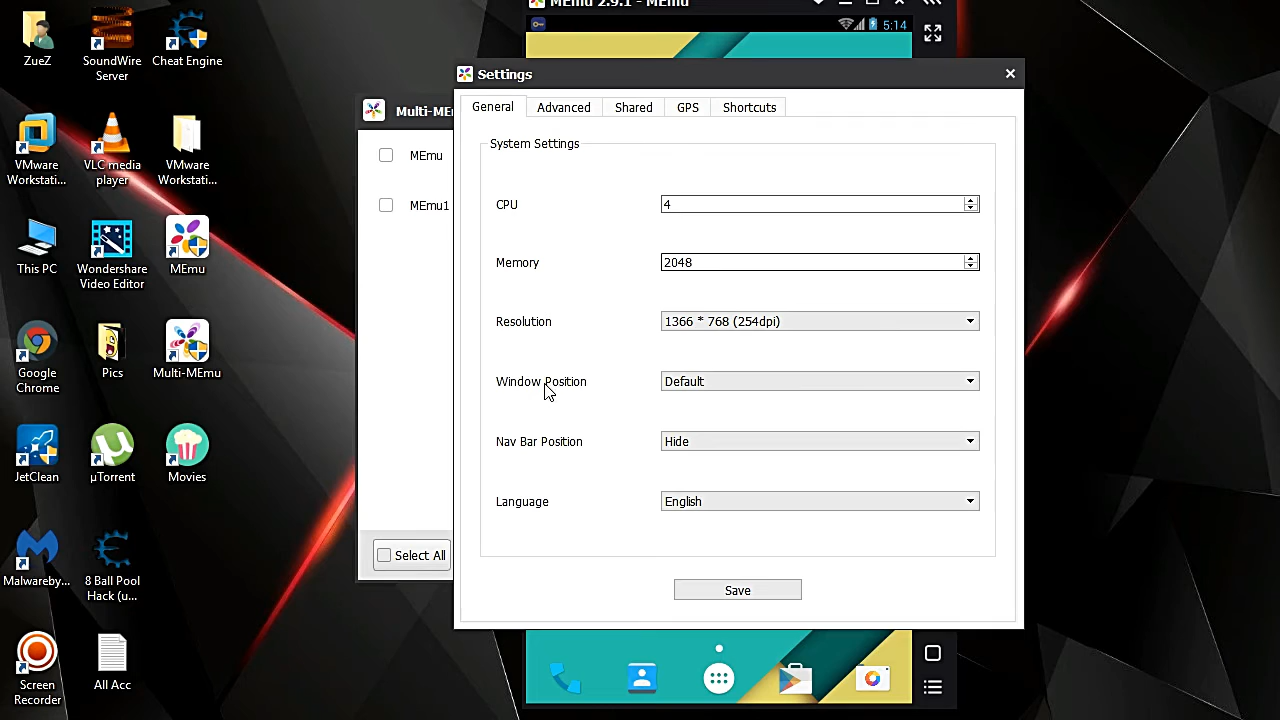 ZueZ
SoundWire
Server
Cheat Engine
VMware
Workstati...
VLC media
player
VMware
Workstati...
This PC
Wondershare
Video Editor
MEmu
Google
Chrome
Pics
Multi-MEmu
JetClean
µTorrent
Movies
Malwareby...
8 Ball Pool
Hack (u...
Screen
Recorder
All Acc
MEmu 2.9.1 - MEmu
5:14
Multi-MEm
MEmu
MEmu1
Select All
Settings
General
Advanced
Shared
GPS
Shortcuts
System Settings
CPU
4
Memory
2048
Resolution
1366 * 768 (254dpi)
Window Position
Default
Nav Bar Position
Hide
Language
English
Save